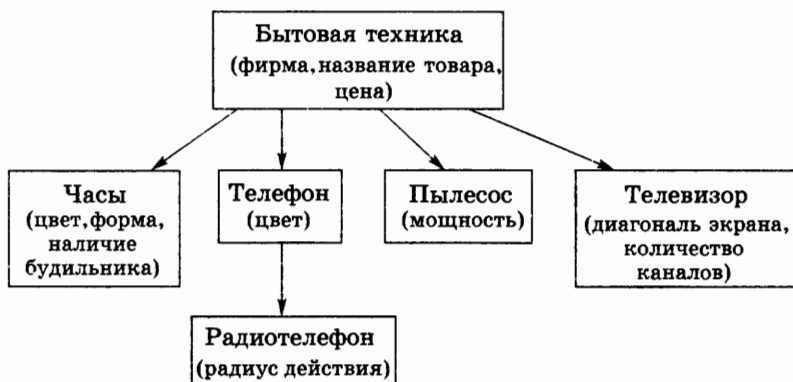 Бытовая техника
(фирма, название товара,
цена)
Часы
(цвет, форма,
наличие
будильника)
Телефон
(цвет)
Пылесос
(мощность)
Телевизор
(диагональ экрана,
количество
каналов)
Радиотелефон
(радиус действия)